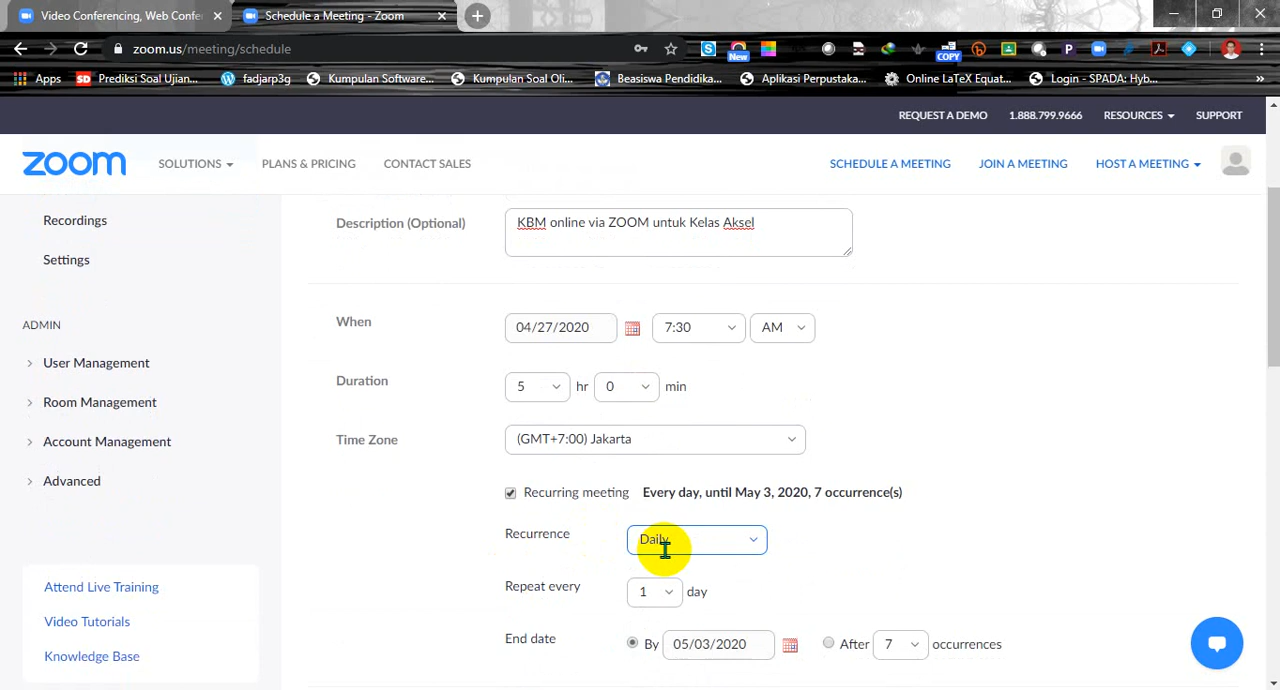 Video Conferencing, Web Confe
Schedule a Meeting - Zoom
zoom.us/meeting/schedule
New
COPY
P
Apps
SD Prediksi Soal Ujian...
fadjarp3g
Kumpulan Software...
Kumpulan Soal Oli...
Beasiswa Pendidika...
Aplikasi Perpustaka...
Online LaTeX Equat...
Login - SPADA: Hyb...
»
REQUEST A DEMO
1.888.799.9666
RESOURCES
SUPPORT
zoom
SOLUTIONS
PLANS & PRICING
CONTACT SALES
SCHEDULE A MEETING
JOIN A MEETING
HOST A MEETING
Recordings
Settings
ADMIN
User Management
Room Management
Account Management
Advanced
Attend Live Training
Video Tutorials
Knowledge Base
Description (Optional)
KBM online via ZOOM untuk Kelas Aksel
When
04/27/2020
7:30
AM
Duration
5 hr 0 min
Time Zone
(GMT+7:00) Jakarta
Recurring meeting Every day, until May 3, 2020, 7 occurrence(s)
Recurrence
Daily
Repeat every
1 day
End date
By 05/03/2020
After 7 occurrences